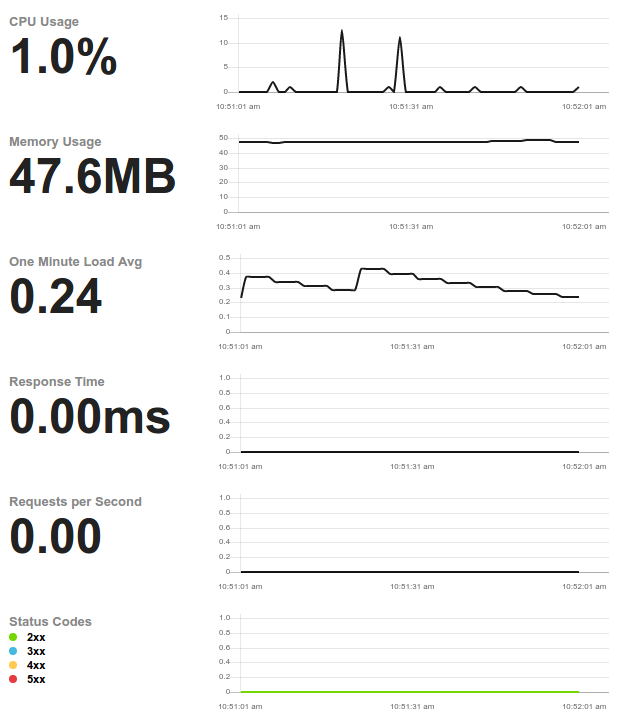 CPU Usage
1.0%
15
10
5
0
10:51:01 am
10:51:31 am
10:52:01 am
Memory Usage
47.6MB
50
40
30
20
10
0
10:51:01 am
10:51:31 am
10:52:01 am
One Minute Load Avg
0.24
0.5
0.4
0.3
0.2
0.1
0
10:51:01 am
10:51:31 am
10:52:01 am
Response Time
0.00ms
1.0
0.8
0.6
0.4
0.2
0
10:51:01 am
10:51:31 am
10:52:01 am
Requests per Second
0.00
1.0
0.8
0.6
0.4
0.2
0
10:51:01 am
10:51:31 am
10:52:01 am
Status Codes
2xx
3xx
4xx
5xx
1.0
0.8
0.6
0.4
0.2
0
10:51:01 am
10:51:31 am
10:52:01 am